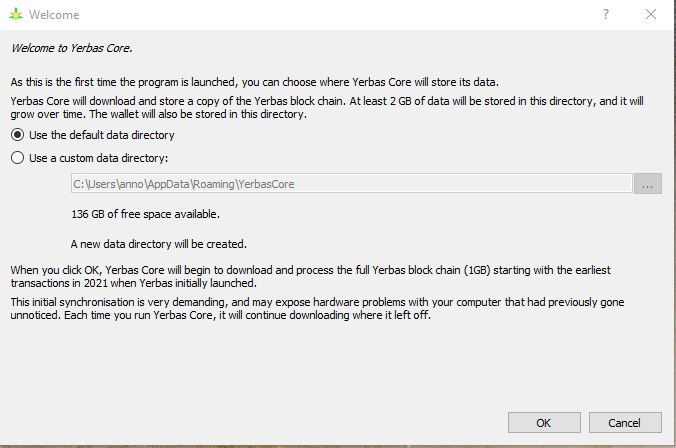 Welcome
?
Welcome to Yerbas Core.
As this is the first time the program is launched, you can choose where Yerbas Core will store its data.
Yerbas Core will download and store a copy of the Yerbas block chain. At least 2 GB of data will be stored in this directory, and it will
grow over time. The wallet will also be stored in this directory.
Use the default data directory
Use a custom data directory:
C:\Users\anno\AppData\Roaming\YerbasCore
...
136 GB of free space available.
A new data directory will be created.
When you click OK, Yerbas Core will begin to download and process the full Yerbas block chain (1GB) starting with the earliest
transactions in 2021 when Yerbas initially launched.
This initial synchronisation is very demanding, and may expose hardware problems with your computer that had previously gone
unnoticed. Each time you run Yerbas Core, it will continue downloading where it left off.
OK
Cancel